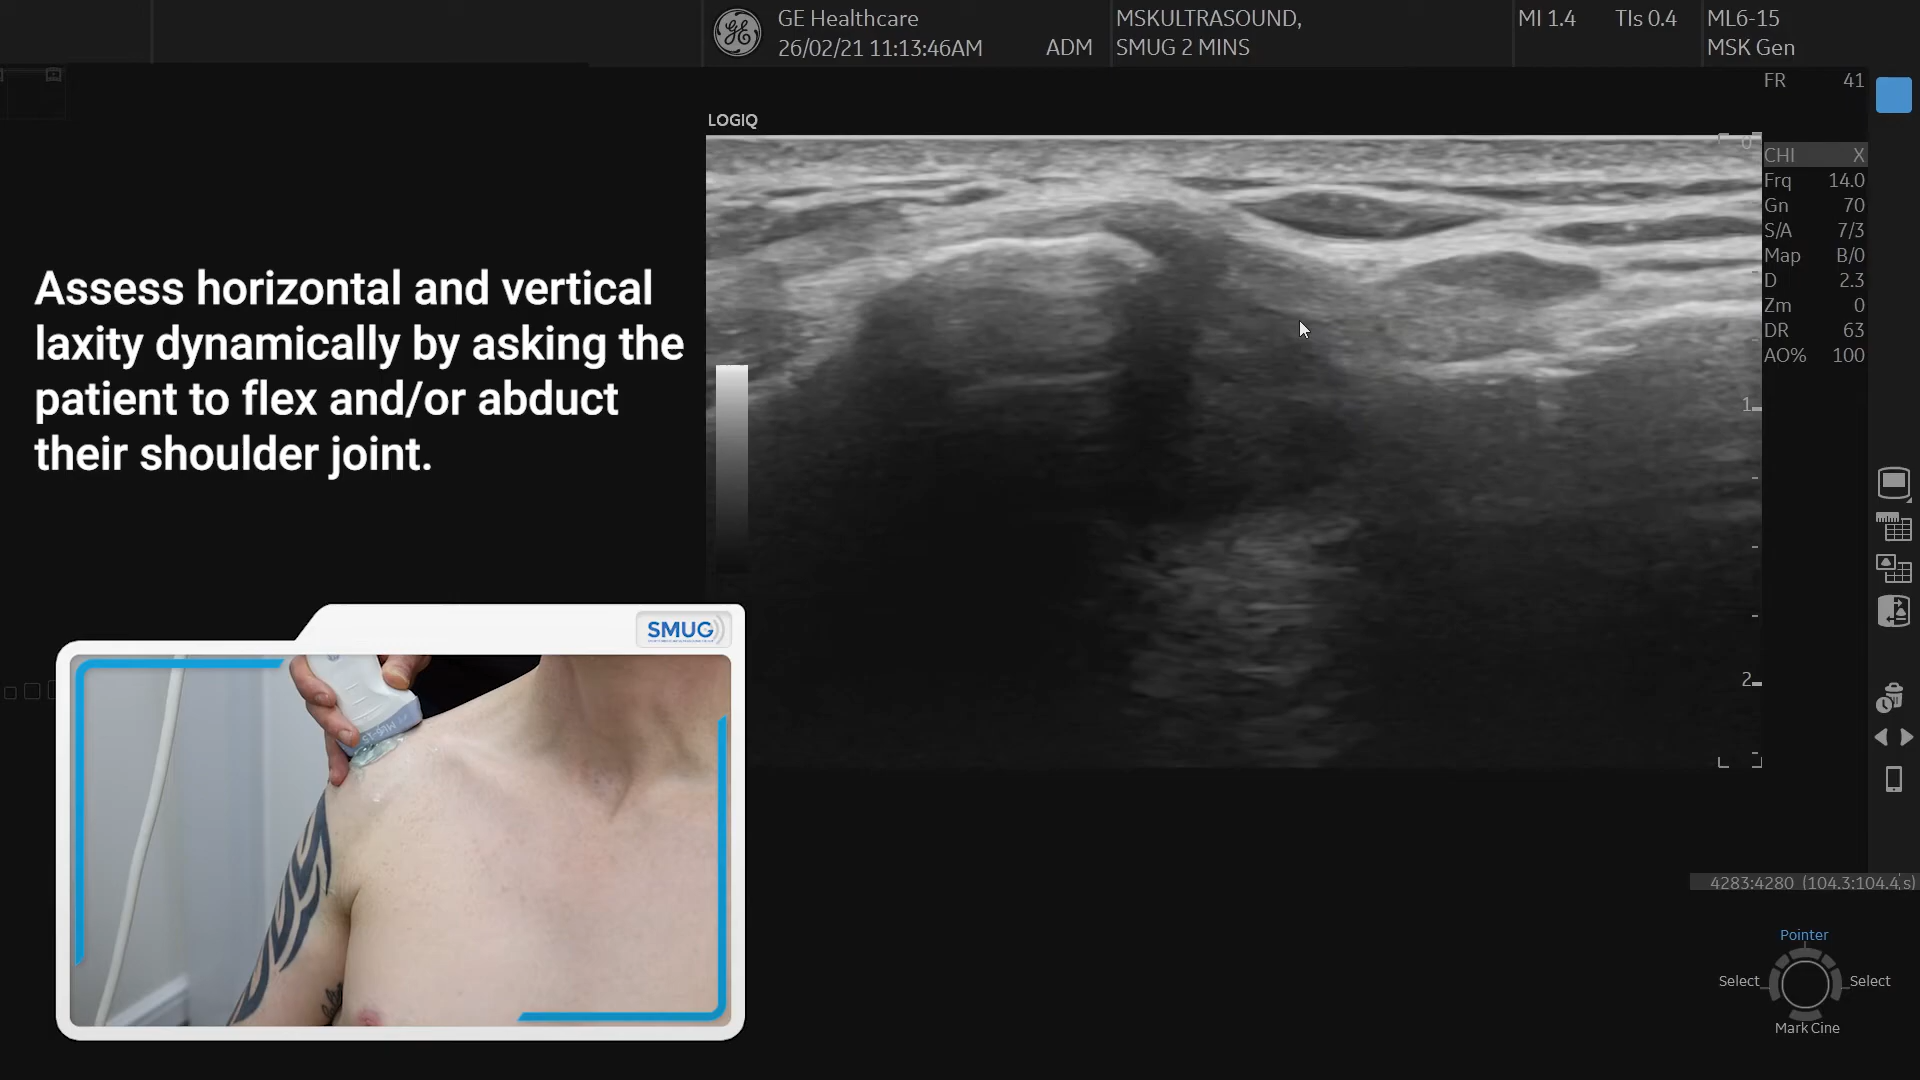 GE Healthcare
26/02/21 11:13:46AM ADM
MSKULTRASOUND,
SMUG 2 MINS
MI 1.4 TIs 0.4
ML6-15
MSK Gen
FR 41
LOGIQ
CHI X
Frq 14.0
Gn 70
S/A 7/3
Map B/0
D 2.3
Zm 0
DR 63
AO% 100
0
1
2
Assess horizontal and vertical
laxity dynamically by asking the
patient to flex and/or abduct
their shoulder joint.
SMUG
ML6-15
4283:4280 (104.3:104.4 s)
Pointer
Select Select
Mark Cine